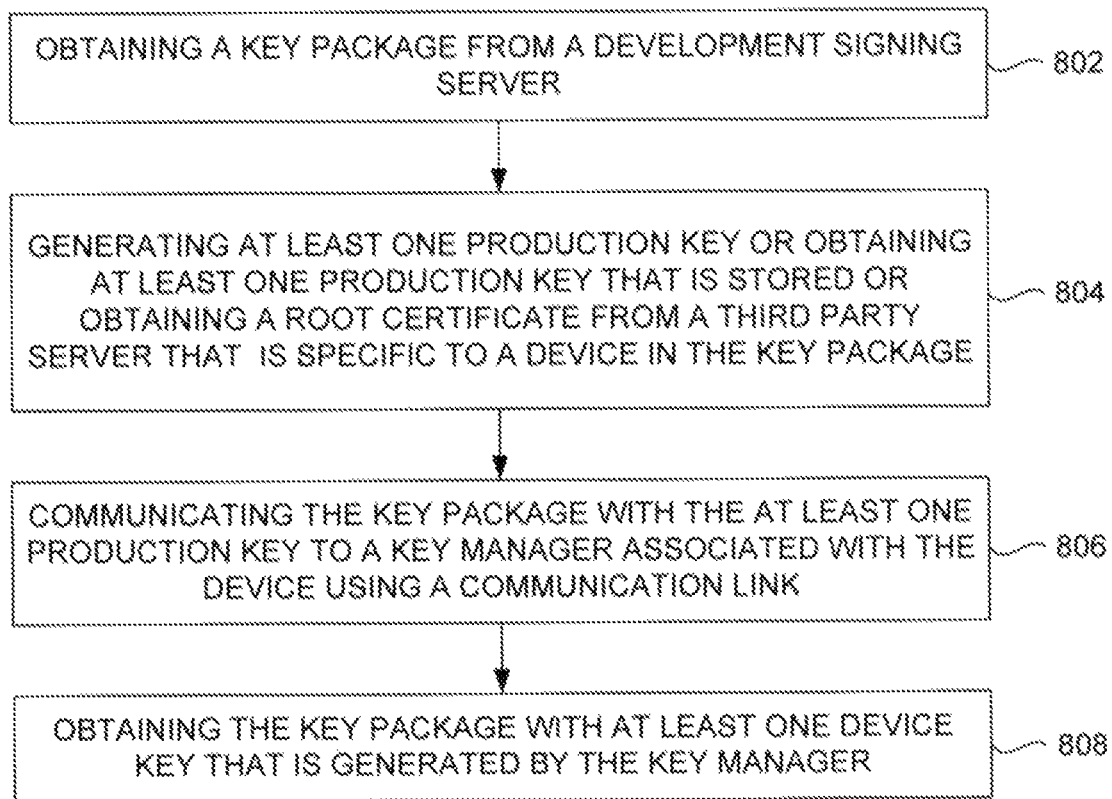 OBTAINING A KEY PACKAGE FROM A DEVELOPMENT SIGNING
SERVER
802
GENERATING AT LEAST ONE PRODUCTION KEY OR OBTAINING
AT LEAST ONE PRODUCTION KEY THAT IS STORED OR
OBTAINING A ROOT CERTIFICATE FROM A THIRD PARTY
SERVER THAT IS SPECIFIC TO A DEVICE IN THE KEY PACKAGE
804
COMMUNICATING THE KEY PACKAGE WITH THE AT LEAST ONE
PRODUCTION KEY TO A KEY MANAGER ASSOCIATED WITH THE
DEVICE USING A COMMUNICATION LINK
806
OBTAINING THE KEY PACKAGE WITH AT LEAST ONE DEVICE
KEY THAT IS GENERATED BY THE KEY MANAGER
808